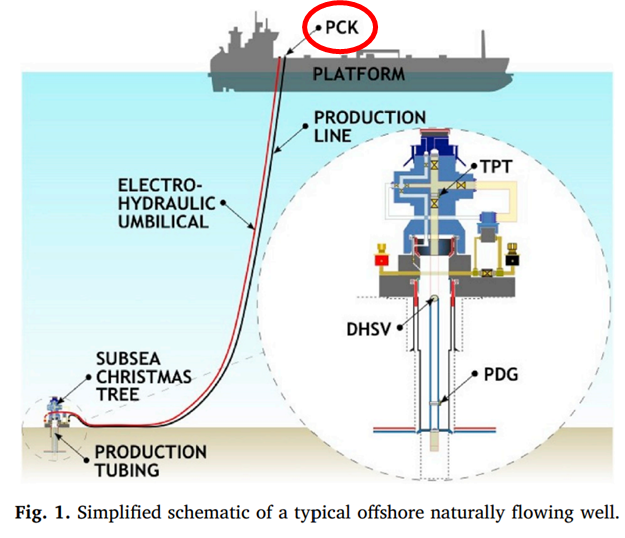 PCK
PLATFORM
PRODUCTION
LINE
TPT
ELECTRO-
HYDRAULIC
UMBILICAL
DHSV
SUBSEA
CHRISTMAS
TREE
PDG
PRODUCTION
TUBING
Fig. 1. Simplified schematic of a typical offshore naturally flowing well.